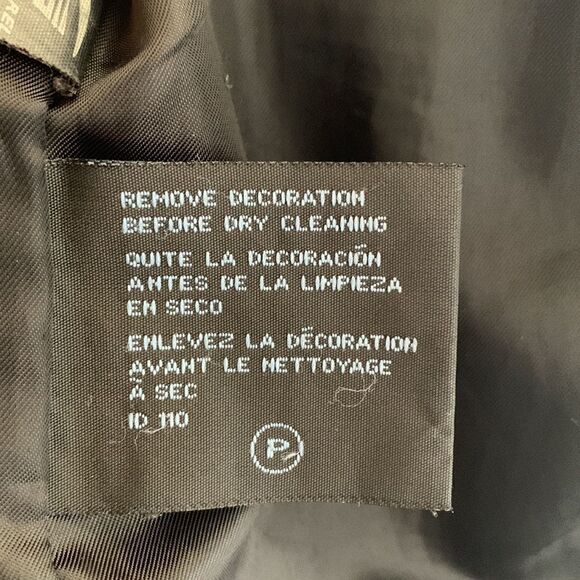 REMOVE DECORATION
BEFORE DRY CLEANING
QUITE LA DECORACIÓN
ANTES DE LA LIMPIEZA
EN SECO
ENLEVEZ LA DÉCORATION
AVANT LE NETTOYAGE
À SEC
ID 110
P